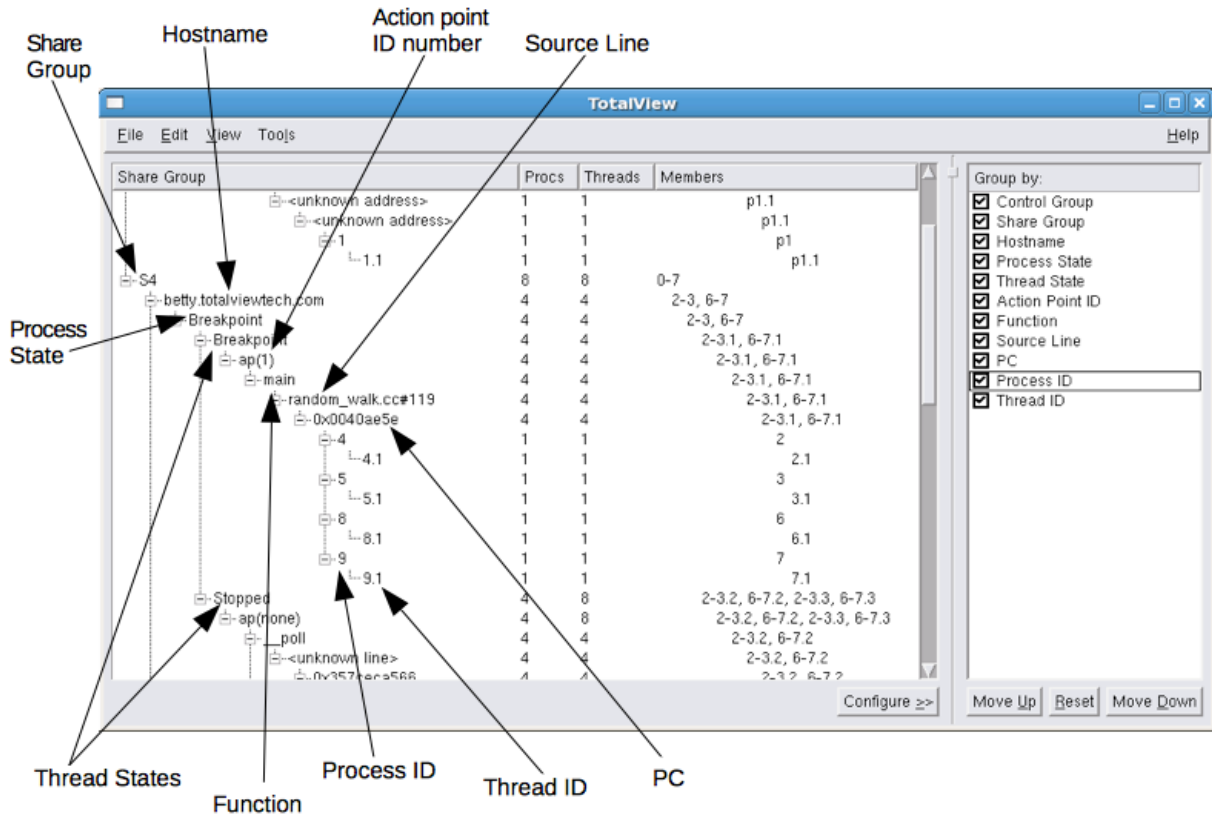 Share
Group
Hostname
Action point
ID number
Source Line
TotalView
File Edit View Tools Help
Share Group Procs Threads Members
<unknown address> 1 1 p1.1
<unknown address> 1 1 p1.1
1 1 1 p1
1.1 1 1 p1.1
S4 8 8 0-7
betty.totalviewtech.com 4 4 2-3, 6-7
Breakpoint 4 4 2-3, 6-7
Breakpoint 4 4 2-3.1, 6-7.1
ap(1) 4 4 2-3.1, 6-7.1
main 4 4 2-3.1, 6-7.1
random_walk.cc#119 4 4 2-3.1, 6-7.1
0x0040ae5e 4 4 2-3.1, 6-7.1
4 1 1 2
4.1 1 1 2.1
5 1 1 3
5.1 1 1 3.1
8 1 1 6
8.1 1 1 6.1
9 1 1 7
9.1 1 1 7.1
Stopped 4 8 2-3.2, 6-7.2, 2-3.3, 6-7.3
ap(none) 4 8 2-3.2, 6-7.2, 2-3.3, 6-7.3
__poll 4 4 2-3.2, 6-7.2
<unknown line> 4 4 2-3.2, 6-7.2
0x357ceca566 4 4 2-3.2, 6-7.2
Configure >>
Group by:
Control Group
Share Group
Hostname
Process State
Thread State
Action Point ID
Function
Source Line
PC
Process ID
Thread ID
Move Up Reset Move Down
Process
State
Thread States
Function
Process ID
Thread ID
PC